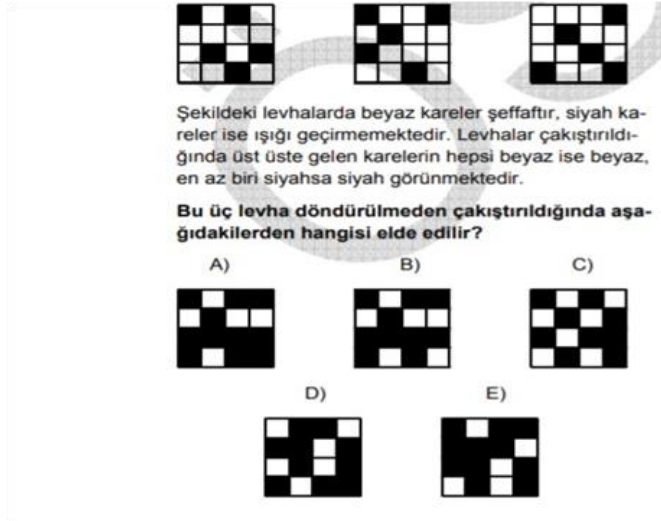 Şekildeki levhalarda beyaz kareler şeffaftır, siyah ka-
reler ise ışığı geçirmemektedir. Levhalar çakıştırıldı-
ğında üst üste gelen karelerin hepsi beyaz ise beyaz,
en az biri siyahsa siyah görünmektedir.
Bu üç levha döndürülmeden çakıştırıldığında aşa-
ğıdakilerden hangisi elde edilir?
A) B) C)
D) E)